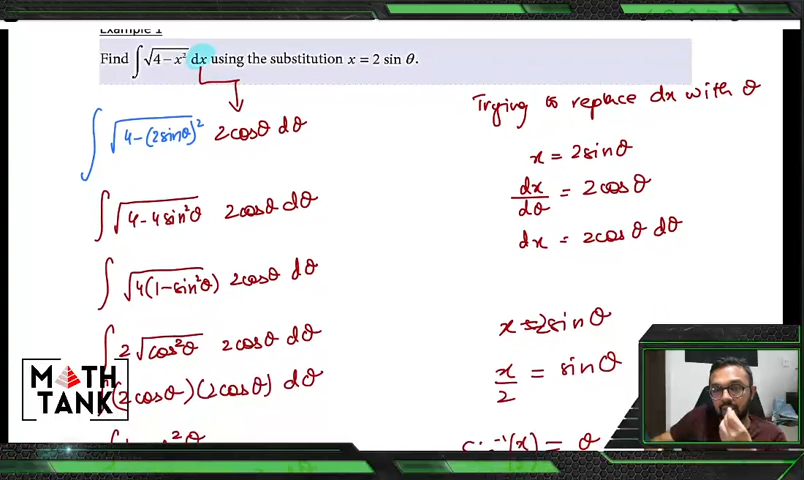 Example 1
Find ∫√(4 − x²) dx using the substitution x = 2 sin θ.
∫ √(4−(2sinθ)²) 2cosθ dθ
∫ √(4−4sin²θ) 2cosθ dθ
∫ √(4(1−sin²θ)) 2cosθ dθ
∫ 2√(cos²θ) 2cosθ dθ
(2cosθ)(2cosθ) dθ
Trying to replace dx with θ
x = 2sinθ
dx/dθ = 2cosθ
dx = 2cosθ dθ
x = 2sinθ
x/2 = sinθ
= θ
MATH
TANK